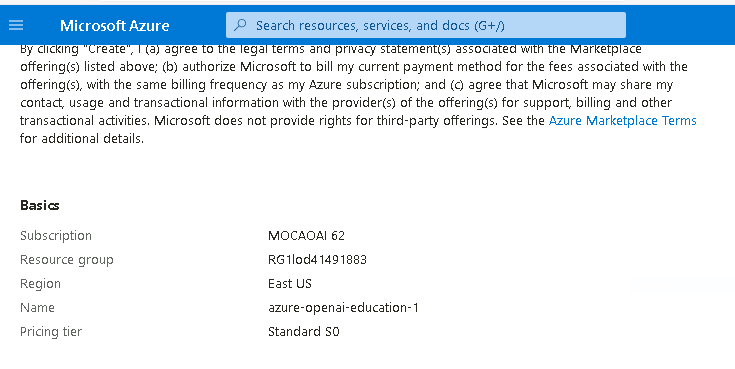 Microsoft Azure
Search resources, services, and docs (G+/)
By clicking "Create", I (a) agree to the legal terms and privacy statement(s) associated with the Marketplace
offering(s) listed above; (b) authorize Microsoft to bill my current payment method for the fees associated with the
offering(s), with the same billing frequency as my Azure subscription; and (c) agree that Microsoft may share my
contact, usage and transactional information with the provider(s) of the offering(s) for support, billing and other
transactional activities. Microsoft does not provide rights for third-party offerings. See the Azure Marketplace Terms
for additional details.
Basics
Subscription MOCAOAI 62
Resource group RG1lod41491883
Region East US
Name azure-openai-education-1
Pricing tier Standard S0